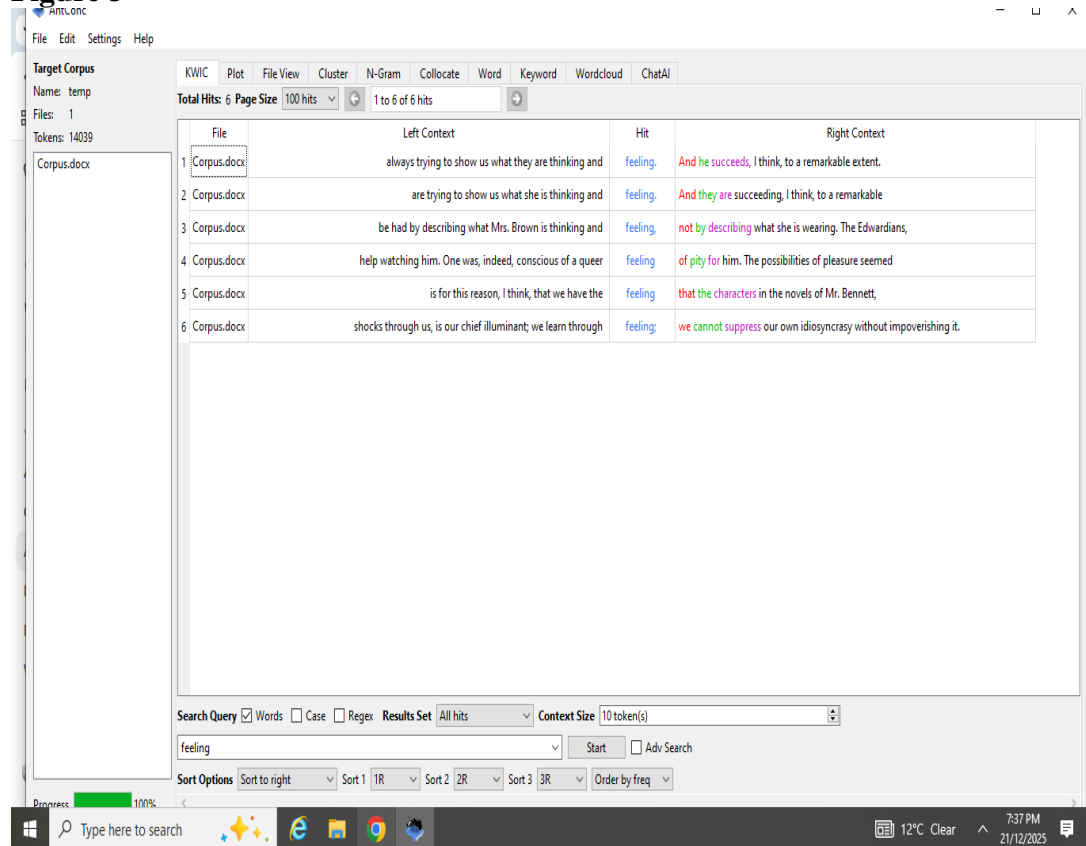 AntConc
File Edit Settings Help
Target Corpus
Name: temp
Files: 1
Tokens: 14039
Corpus.docx
Progress 100%
KWIC Plot File View Cluster N-Gram Collocate Word Keyword Wordcloud ChatAI
Total Hits: 6 Page Size 100 hits 1 to 6 of 6 hits
File Left Context Hit Right Context
1 Corpus.docx always trying to show us what they are thinking and feeling. And he succeeds, I think, to a remarkable extent.
2 Corpus.docx are trying to show us what she is thinking and feeling. And they are succeeding, I think, to a remarkable
3 Corpus.docx be had by describing what Mrs. Brown is thinking and feeling, not by describing what she is wearing. The Edwardians,
4 Corpus.docx help watching him. One was, indeed, conscious of a queer feeling of pity for him. The possibilities of pleasure seemed
5 Corpus.docx is for this reason, I think, that we have the feeling that the characters in the novels of Mr. Bennett,
6 Corpus.docx shocks through us, is our chief illuminant; we learn through feeling; we cannot suppress our own idiosyncrasy without impoverishing it.
Search Query Words Case Regex Results Set All hits Context Size 10 token(s)
feeling Start Adv Search
Sort Options Sort to right Sort 1 1R Sort 2 2R Sort 3 3R Order by freq
Type here to search 12°C Clear 7:37 PM
21/12/2025